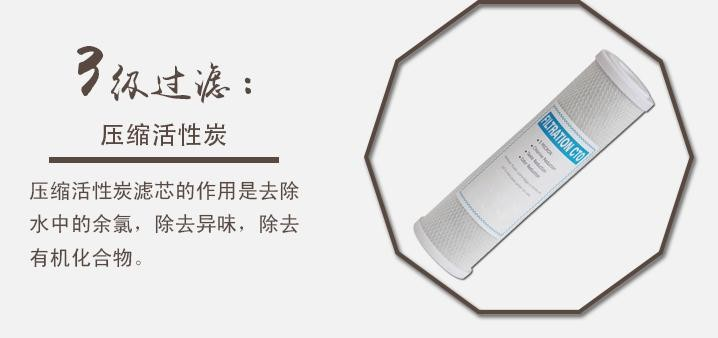 3级过滤：
压缩活性炭
压缩活性炭滤芯的作用是去除
水中的余氯，除去异味，除去
有机化合物。
FILTRATION CTO